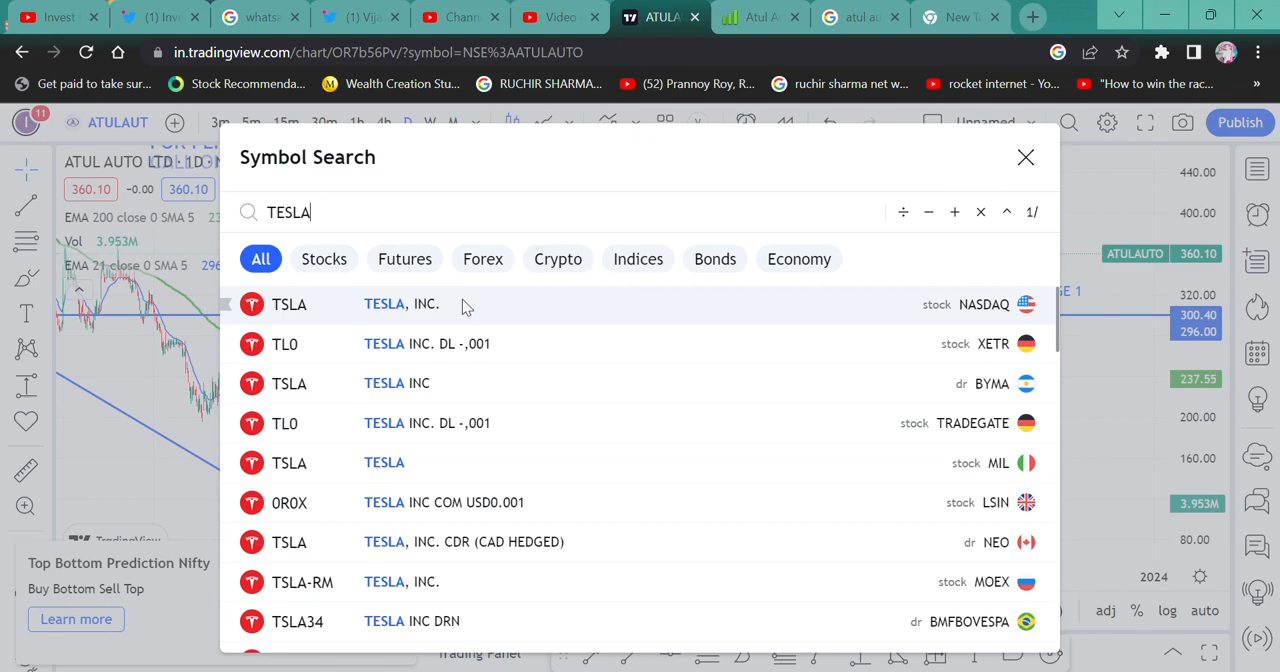 Invest
(1) Inv
whats
(1) Vija
Chann
Video
ATULA
Atul A
atul au
New T
in.tradingview.com/chart/OR7b56Pv/?symbol=NSE%3AATULAUTO
Get paid to take sur...
Stock Recommenda...
Wealth Creation Stu...
RUCHIR SHARMA...
(52) Prannoy Roy, R...
ruchir sharma net w...
rocket internet - Yo...
"How to win the rac...
»
11
ATULAUT
3m 5m 15m 30m 1h 4h D W M
Unnamed
Publish
Symbol Search
ATUL AUTO LTD · 1D · N
360.10 −0.00 360.10
EMA 200 close 0 SMA 5 23
Vol 3.953M
EMA 21 close 0 SMA 5 296
TESLA
÷ − + × ^ 1/
All Stocks Futures Forex Crypto Indices Bonds Economy
TSLA TESLA, INC. stock NASDAQ
TL0 TESLA INC. DL -,001 stock XETR
TSLA TESLA INC dr BYMA
TL0 TESLA INC. DL -,001 stock TRADEGATE
TSLA TESLA stock MIL
0R0X TESLA INC COM USD0.001 stock LSIN
TSLA TESLA, INC. CDR (CAD HEDGED) dr NEO
TSLA-RM TESLA, INC. stock MOEX
TSLA34 TESLA INC DRN dr BMFBOVESPA
440.00
400.00
ATULAUTO 360.10
320.00
GE 1
300.40
296.00
237.55
200.00
160.00
3.953M
80.00
2024
adj % log auto
TradingView
Top Bottom Prediction Nifty
Buy Bottom Sell Top
Learn more
Trading Panel